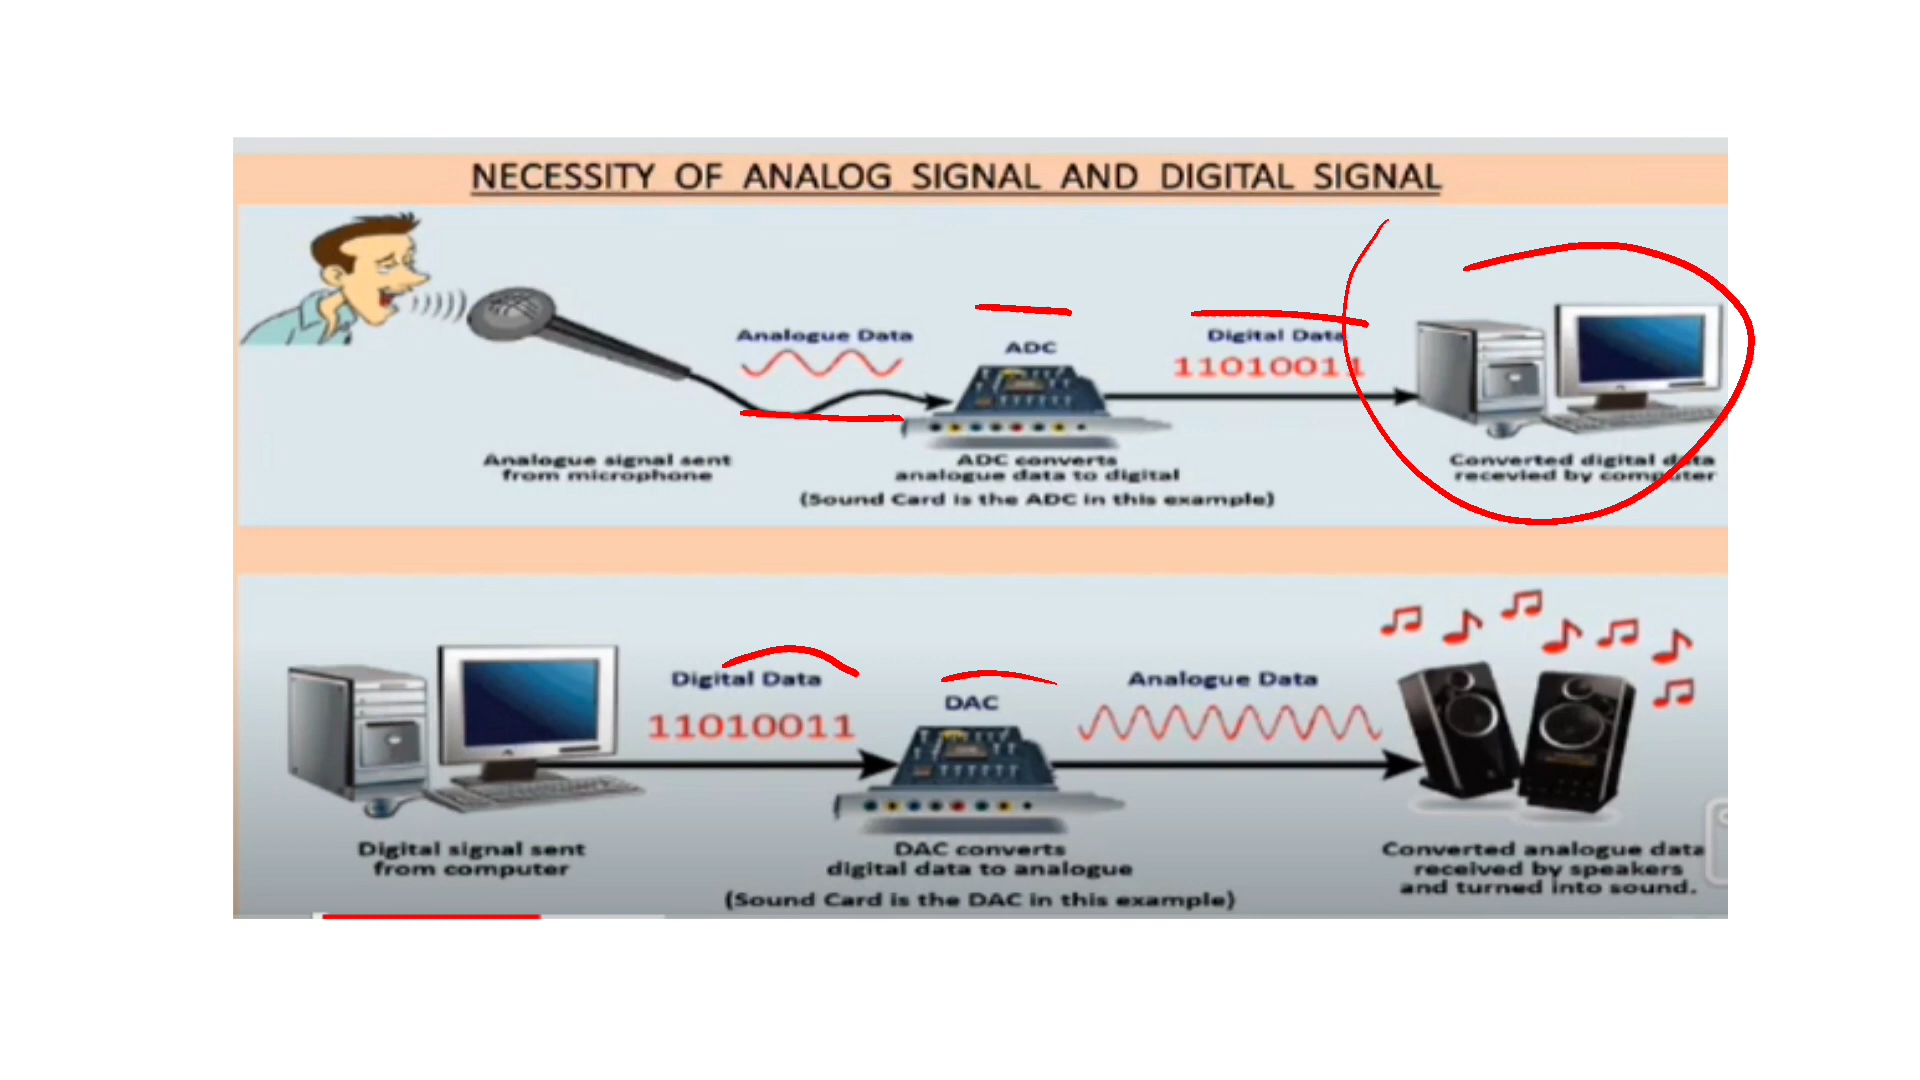 NECESSITY OF ANALOG SIGNAL AND DIGITAL SIGNAL
Analogue Data
ADC
Digital Data
11010011
Analogue signal sent
from microphone
ADC converts
analogue data to digital
(Sound Card is the ADC in this example)
Converted digital data
recevied by computer
Digital Data
11010011
DAC
Analogue Data
Digital signal sent
from computer
DAC converts
digital data to analogue
(Sound Card is the DAC in this example)
Converted analogue data
received by speakers
and turned into sound.